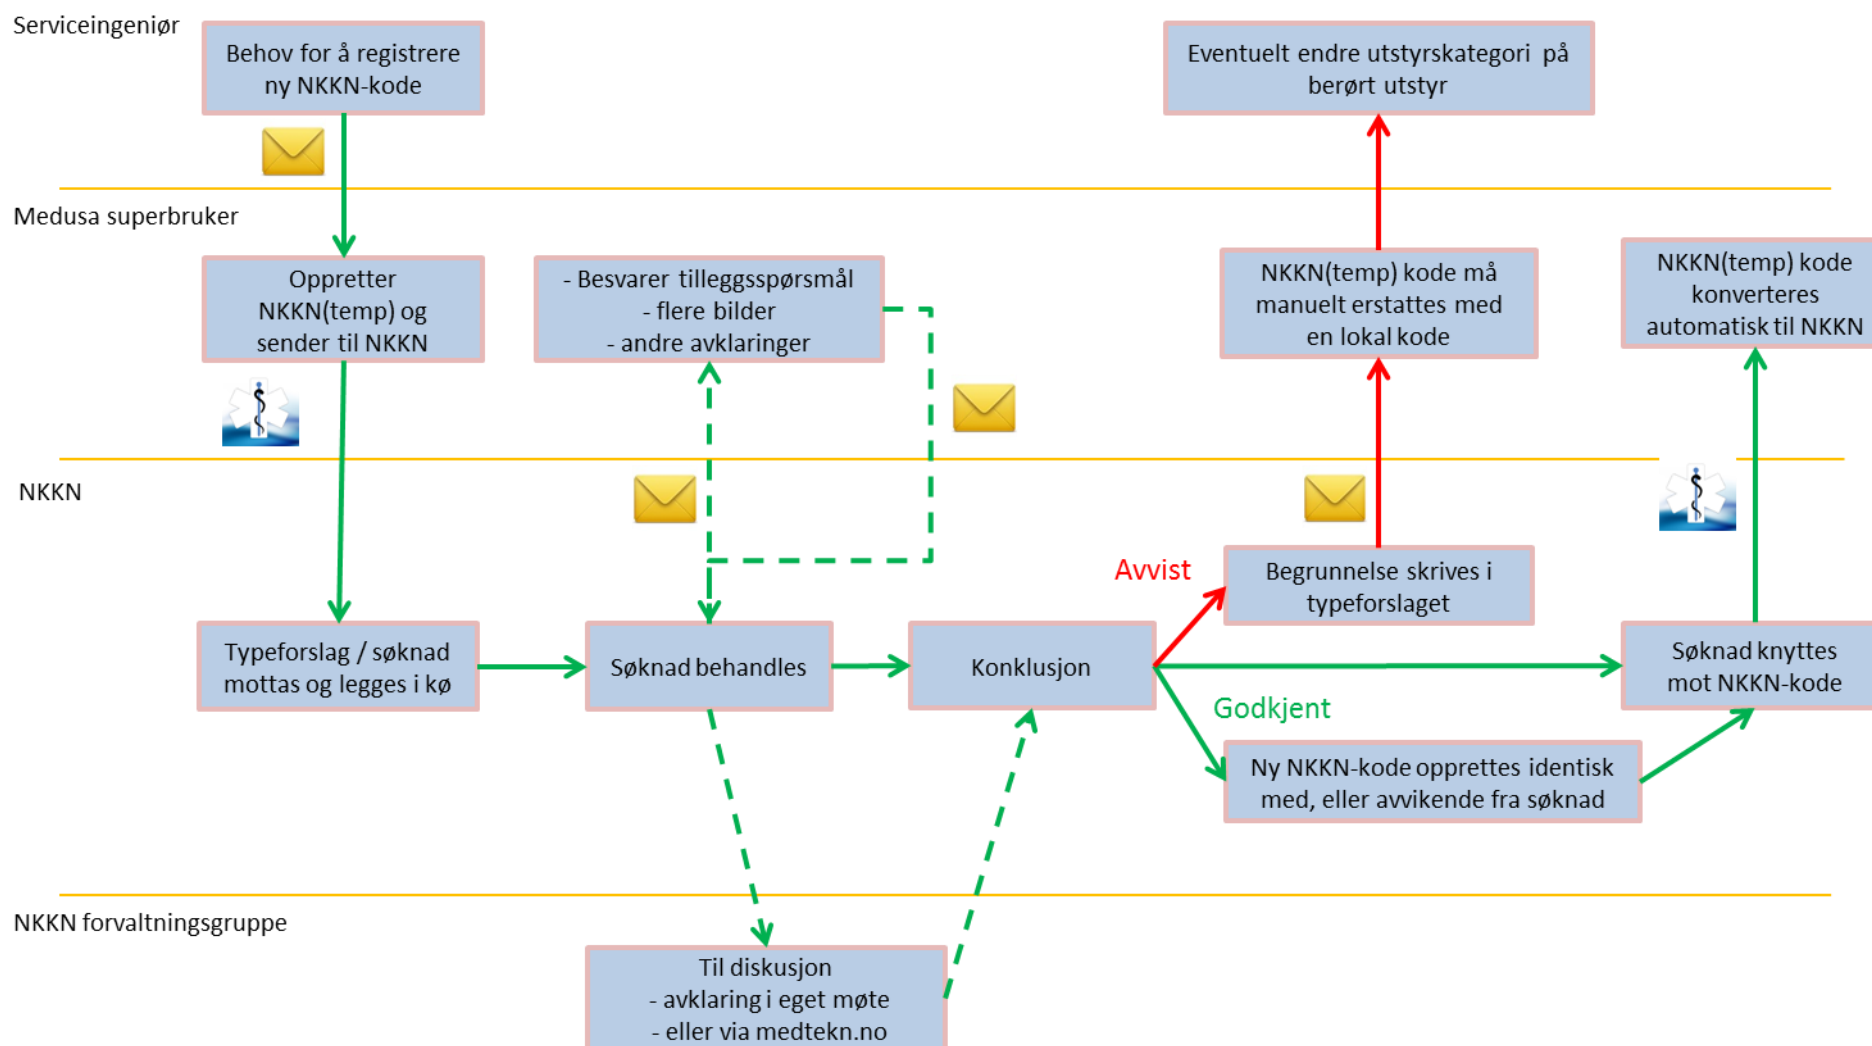 Serviceingeniør
Behov for å registrere
ny NKKN-kode
Eventuelt endre utstyrskategori på
berørt utstyr
Medusa superbruker
Oppretter
NKKN(temp) og
sender til NKKN
- Besvarer tilleggsspørsmål
- flere bilder
- andre avklaringer
NKKN(temp) kode må
manuelt erstattes med
en lokal kode
NKKN(temp) kode
konverteres
automatisk til NKKN
NKKN
Avvist
Begrunnelse skrives i
typeforslaget
Typeforslag / søknad
mottas og legges i kø
Søknad behandles
Konklusjon
Søknad knyttes
mot NKKN-kode
Godkjent
Ny NKKN-kode opprettes identisk
med, eller avvikende fra søknad
NKKN forvaltningsgruppe
Til diskusjon
- avklaring i eget møte
- eller via medtekn.no